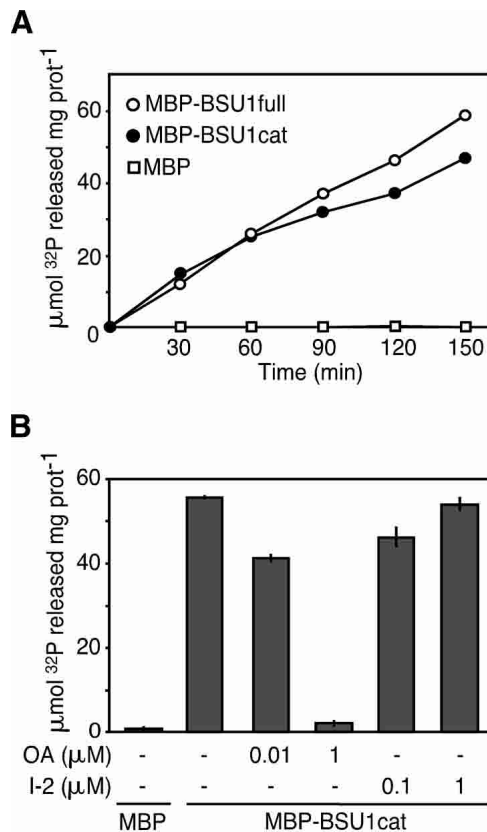 A
µmol ³²P released mg prot⁻¹
60
40
20
0
MBP-BSU1full
MBP-BSU1cat
MBP
30 60 90 120 150
Time (min)
B
µmol ³²P released mg prot⁻¹
60
40
20
0
OA (µM) - - 0.01 1 - -
I-2 (µM) - - - - 0.1 1
MBP MBP-BSU1cat